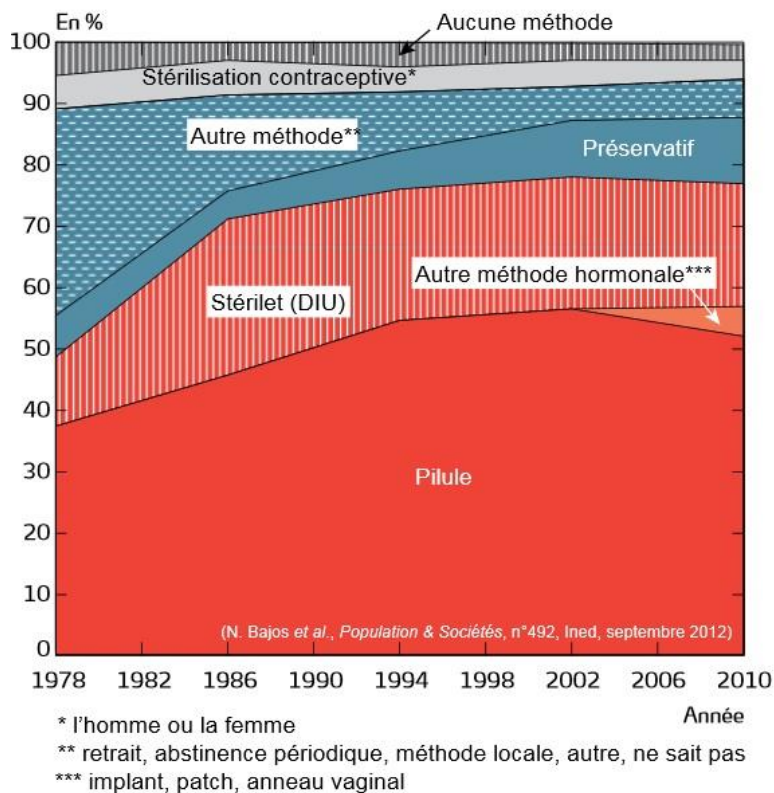 En %
100
90
80
70
60
50
40
30
20
10
0
Aucune méthode
Stérilisation contraceptive*
Autre méthode**
Préservatif
Autre méthode hormonale***
Stérilet (DIU)
Pilule
(N. Bajos et al., Population & Sociétés, n°492, Ined, septembre 2012)
1978 1982 1986 1990 1994 1998 2002 2006 2010
Année
* l'homme ou la femme
** retrait, abstinence périodique, méthode locale, autre, ne sait pas
*** implant, patch, anneau vaginal